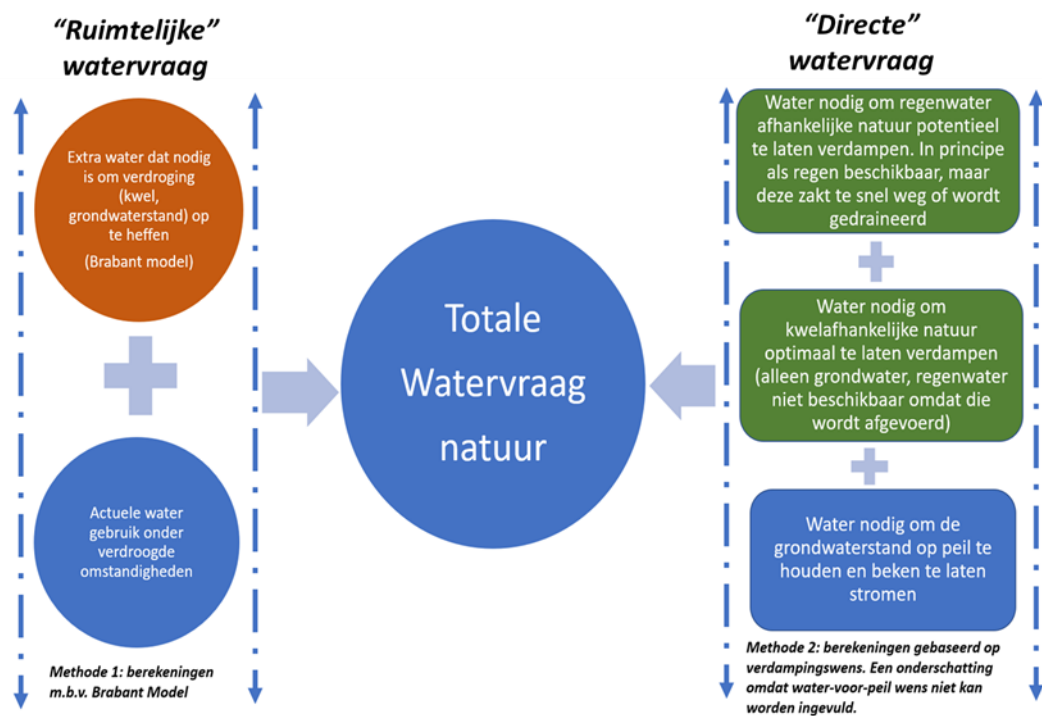 “Ruimtelijke”
watervraag
Extra water dat nodig
is om verdroging
(kwel,
grondwaterstand) op
te heffen
(Brabant model)
Actuele water
gebruik onder
verdroogde
omstandigheden
Methode 1: berekeningen
m.b.v. Brabant Model
Totale
Watervraag
natuur
“Directe”
watervraag
Water nodig om regenwater
afhankelijke natuur potentieel
te laten verdampen. In principe
als regen beschikbaar, maar
deze zakt te snel weg of wordt
gedraineerd
Water nodig om
kwelafhankelijke natuur
optimaal te laten verdampen
(alleen grondwater, regenwater
niet beschikbaar omdat die
wordt afgevoerd)
Water nodig om de
grondwaterstand op peil te
houden en beken te laten
stromen
Methode 2: berekeningen gebaseerd op
verdampingswens. Een onderschatting
omdat water-voor-peil wens niet kan
worden ingevuld.